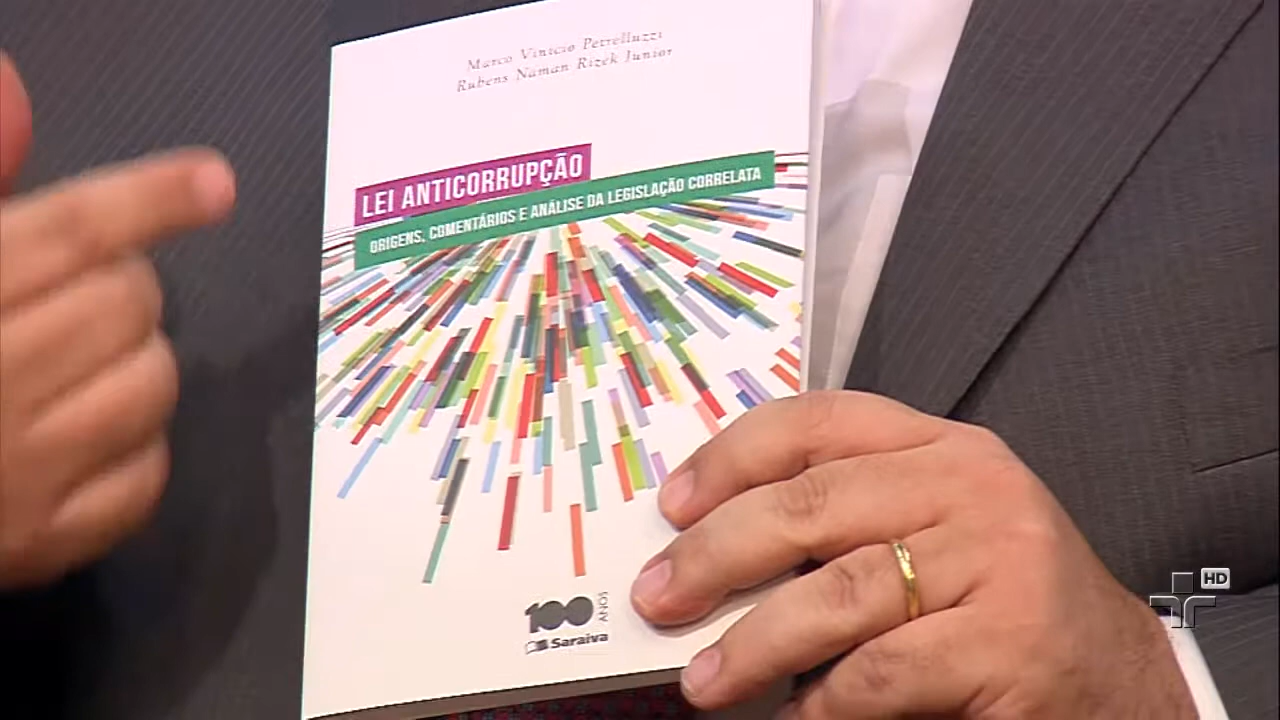 Marco Vinicio Petrelluzzi
Rubens Naman Rizek Junior
LEI ANTICORRUPÇÃO
ORIGENS, COMENTÁRIOS E ANÁLISE DA LEGISLAÇÃO CORRELATA
100 ANOS
Saraiva
HD